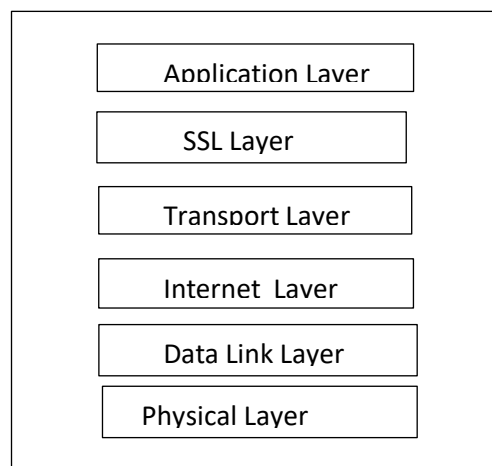 Application Layer
SSL Layer
Transport Layer
Internet Layer
Data Link Layer
Physical Layer